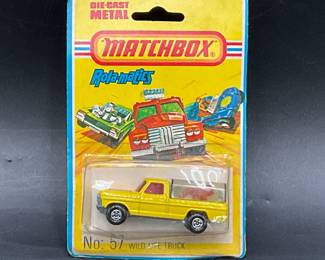 DIE-CAST
METAL
MATCHBOX
Rola-matics
No. 57 WILD LIFE TRUCK